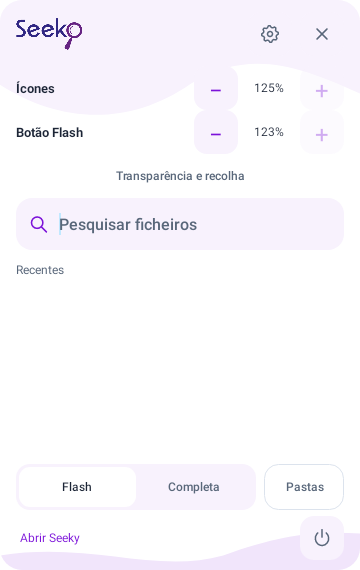 Seeko
Ícones
125%
Botão Flash
123%
Transparência e recolha
Pesquisar ficheiros
Recentes
Flash
Completa
Pastas
Abrir Seeky